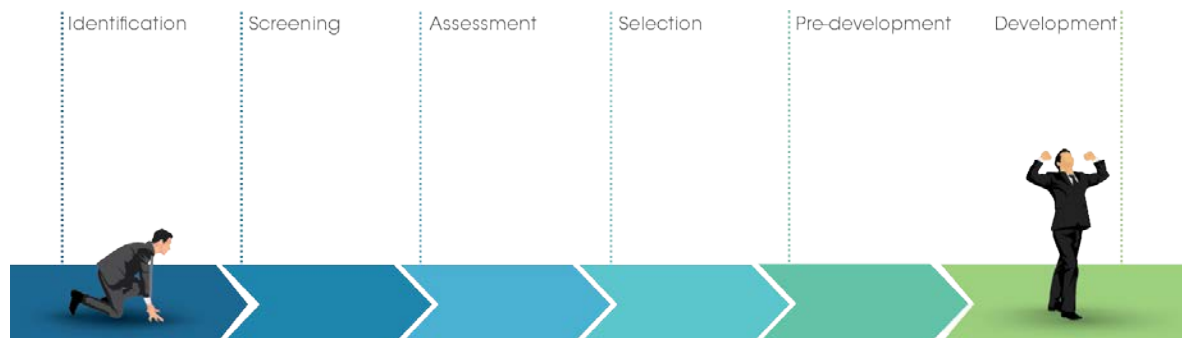 Identification
Screening
Assessment
Selection
Pre-development
Development